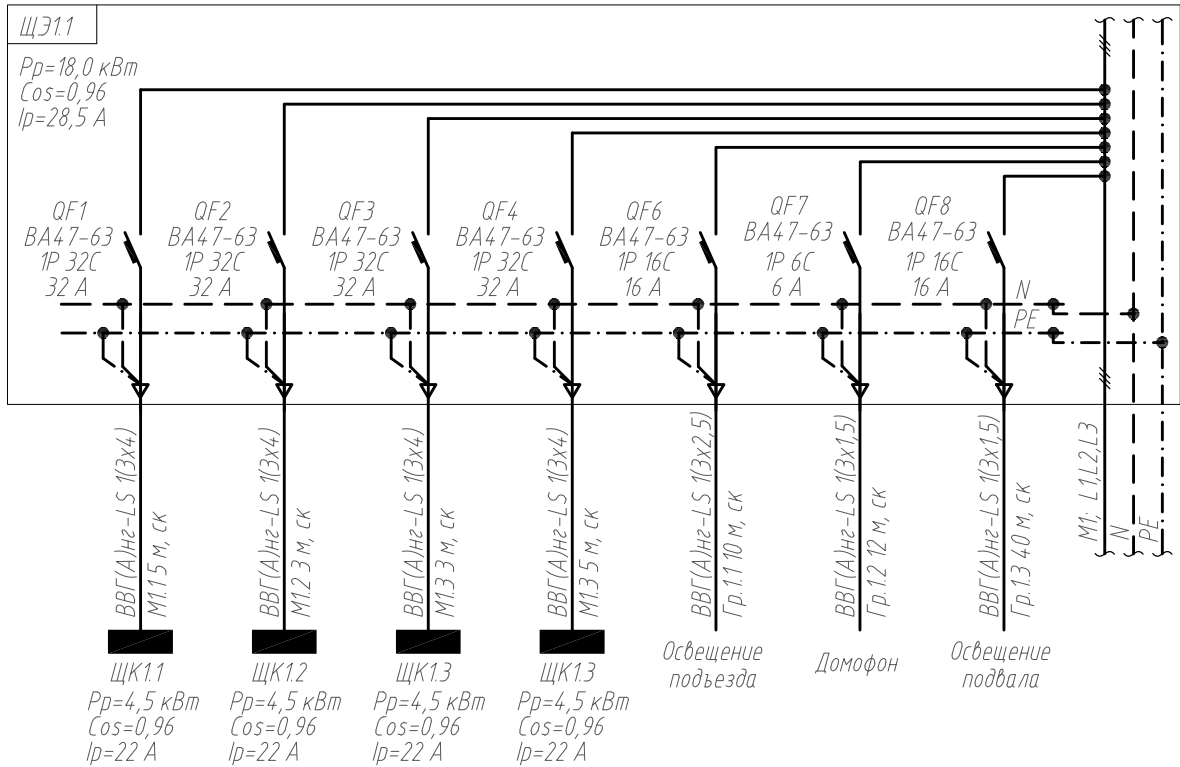 ЩЭ1.1
Рр=18,0 кВт
Cos=0,96
Iр=28,5 А
QF1
ВА47-63
1Р 32С
32 А
QF2
ВА47-63
1Р 32С
32 А
QF3
ВА47-63
1Р 32С
32 А
QF4
ВА47-63
1Р 32С
32 А
QF6
ВА47-63
1Р 16С
16 А
QF7
ВА47-63
1Р 6С
6 А
QF8
ВА47-63
1Р 16С
16 А
N
PE
ВВГ(А)нг-LS 1(3х4)
М1.1 5 м, ск
ВВГ(А)нг-LS 1(3х4)
М1.2 3 м, ск
ВВГ(А)нг-LS 1(3х4)
М1.3 3 м, ск
ВВГ(А)нг-LS 1(3х4)
М1.3 5 м, ск
ВВГ(А)нг-LS 1(3х2,5)
Гр.1.1 10 м, ск
ВВГ(А)нг-LS 1(3х1,5)
Гр.1.2 12 м, ск
ВВГ(А)нг-LS 1(3х1,5)
Гр.1.3 40 м, ск
М1; L1,L2,L3
N
PE
ЩК1.1
Рр=4,5 кВт
Cos=0,96
Iр=22 А
ЩК1.2
Рр=4,5 кВт
Cos=0,96
Iр=22 А
ЩК1.3
Рр=4,5 кВт
Cos=0,96
Iр=22 А
ЩК1.3
Рр=4,5 кВт
Cos=0,96
Iр=22 А
Освещение
подъезда
Домофон
Освещение
подвала